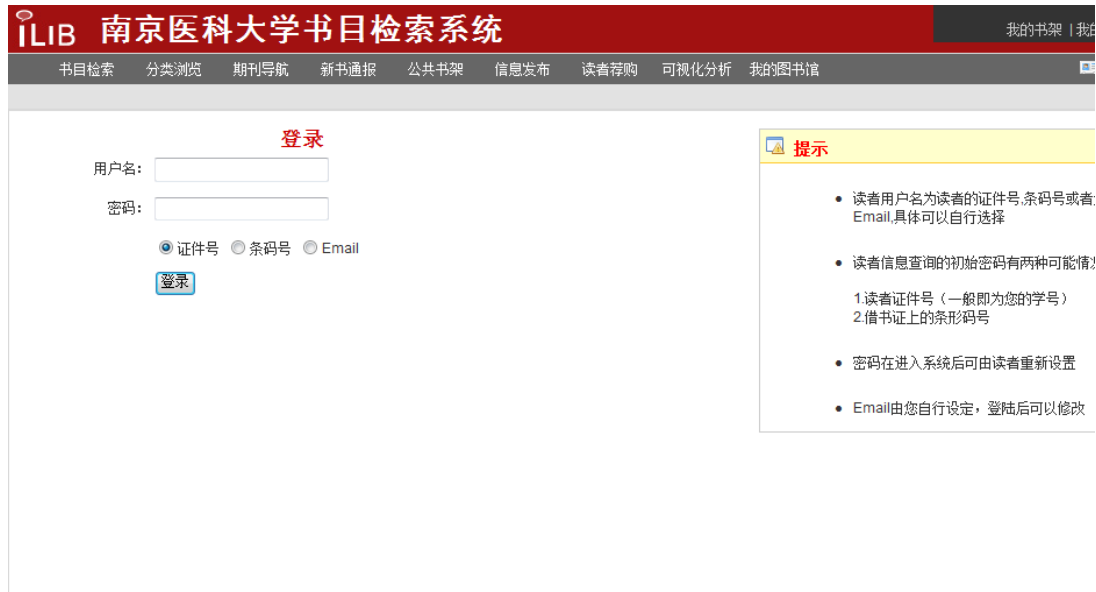 iLIB 南京医科大学书目检索系统
我的书架 | 我的
书目检索 分类浏览 期刊导航 新书通报 公共书架 信息发布 读者荐购 可视化分析 我的图书馆
登录
用户名:
密码:
证件号 条码号 Email
登录
提示
读者用户名为读者的证件号,条码号或者
Email,具体可以自行选择
读者信息查询的初始密码有两种可能情
1.读者证件号（一般即为您的学号）
2.借书证上的条形码号
密码在进入系统后可由读者重新设置
Email由您自行设定，登陆后可以修改